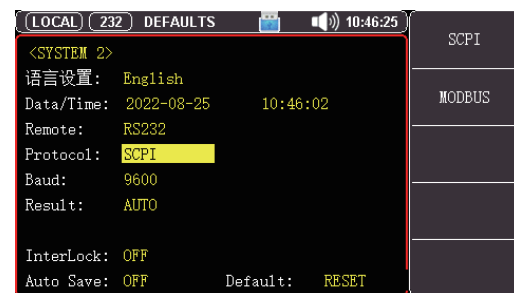 LOCAL 232 DEFAULTS 10:46:25
<SYSTEM 2>
语言设置: English
Data/Time: 2022-08-25 10:46:02
Remote: RS232
Protocol: SCPI
Baud: 9600
Result: AUTO
InterLock: OFF
Auto Save: OFF Default: RESET
SCPI
MODBUS